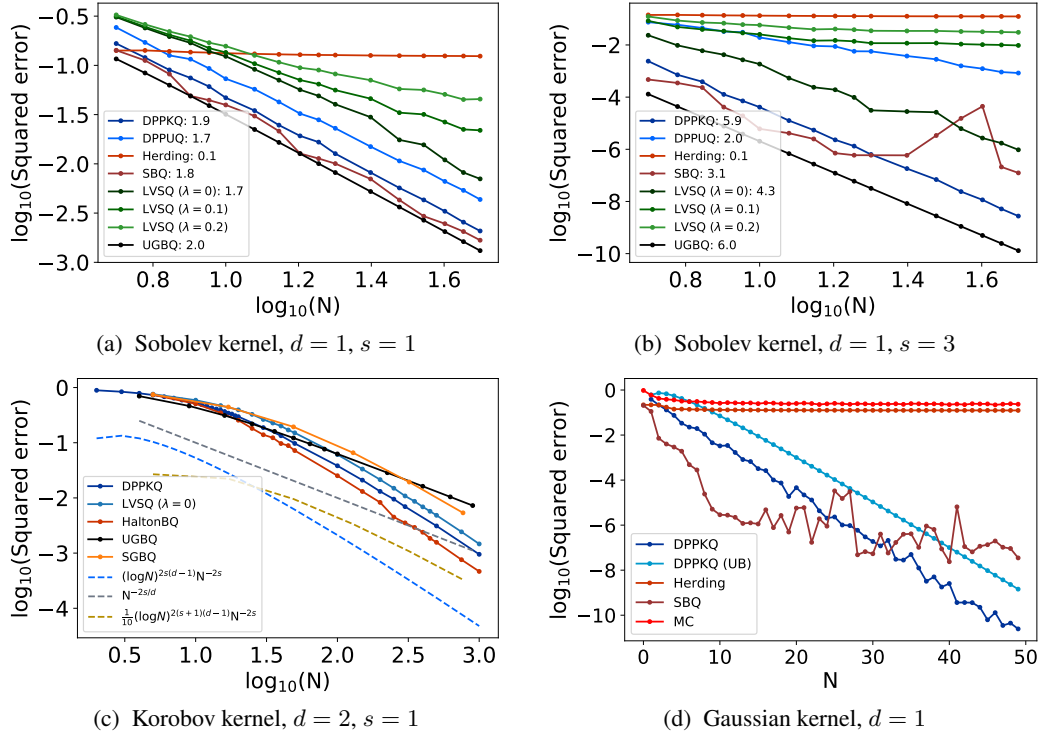 log₁₀(Squared error)
−0.5
−1.0
−1.5
−2.0
−2.5
−3.0
DPPKQ: 1.9
DPPUQ: 1.7
Herding: 0.1
SBQ: 1.8
LVSQ (λ = 0): 1.7
LVSQ (λ = 0.1)
LVSQ (λ = 0.2)
UGBQ: 2.0
0.8 1.0 1.2 1.4 1.6
log₁₀(N)
(a) Sobolev kernel, d = 1, s = 1
log₁₀(Squared error)
−2
−4
−6
−8
−10
DPPKQ: 5.9
DPPUQ: 2.0
Herding: 0.1
SBQ: 3.1
LVSQ (λ = 0): 4.3
LVSQ (λ = 0.1)
LVSQ (λ = 0.2)
UGBQ: 6.0
0.8 1.0 1.2 1.4 1.6
log₁₀(N)
(b) Sobolev kernel, d = 1, s = 3
log₁₀(Squared error)
0
−1
−2
−3
−4
DPPKQ
LVSQ (λ = 0)
HaltonBQ
UGBQ
SGBQ
(logN)²ˢ⁽ᵈ⁻¹⁾N⁻²ˢ
N⁻²ˢ/ᵈ
1/10(logN)²⁽ˢ⁺¹⁾⁽ᵈ⁻¹⁾N⁻²ˢ
0.5 1.0 1.5 2.0 2.5 3.0
log₁₀(N)
(c) Korobov kernel, d = 2, s = 1
log₁₀(Squared error)
0
−2
−4
−6
−8
−10
DPPKQ
DPPKQ (UB)
Herding
SBQ
MC
0 10 20 30 40 50
N
(d) Gaussian kernel, d = 1